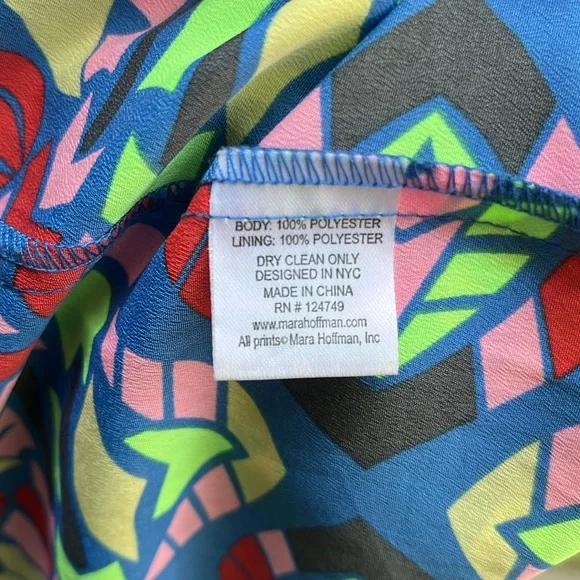 BODY: 100% POLYESTER
LINING: 100% POLYESTER
DRY CLEAN ONLY
DESIGNED IN NYC
MADE IN CHINA
RN # 124749
www.marahoffman.com
All prints© Mara Hoffman, Inc